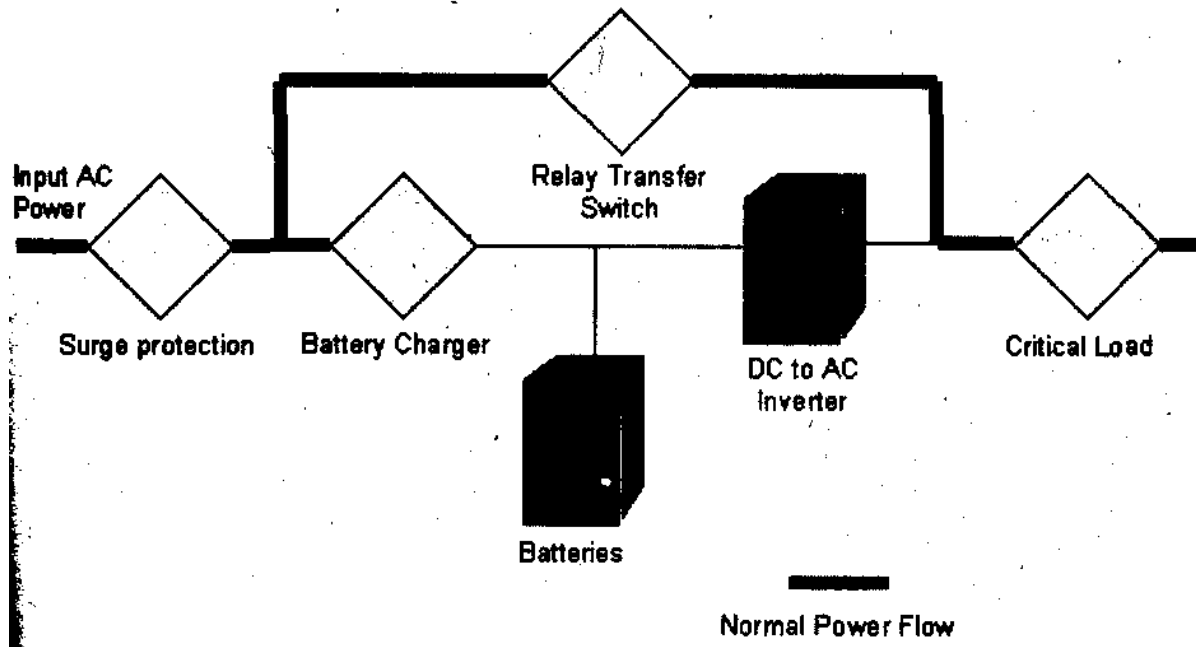 Input AC
Power
Relay Transfer
Switch
Surge protection
Battery Charger
DC to AC
Inverter
Critical Load
Batteries
Normal Power Flow